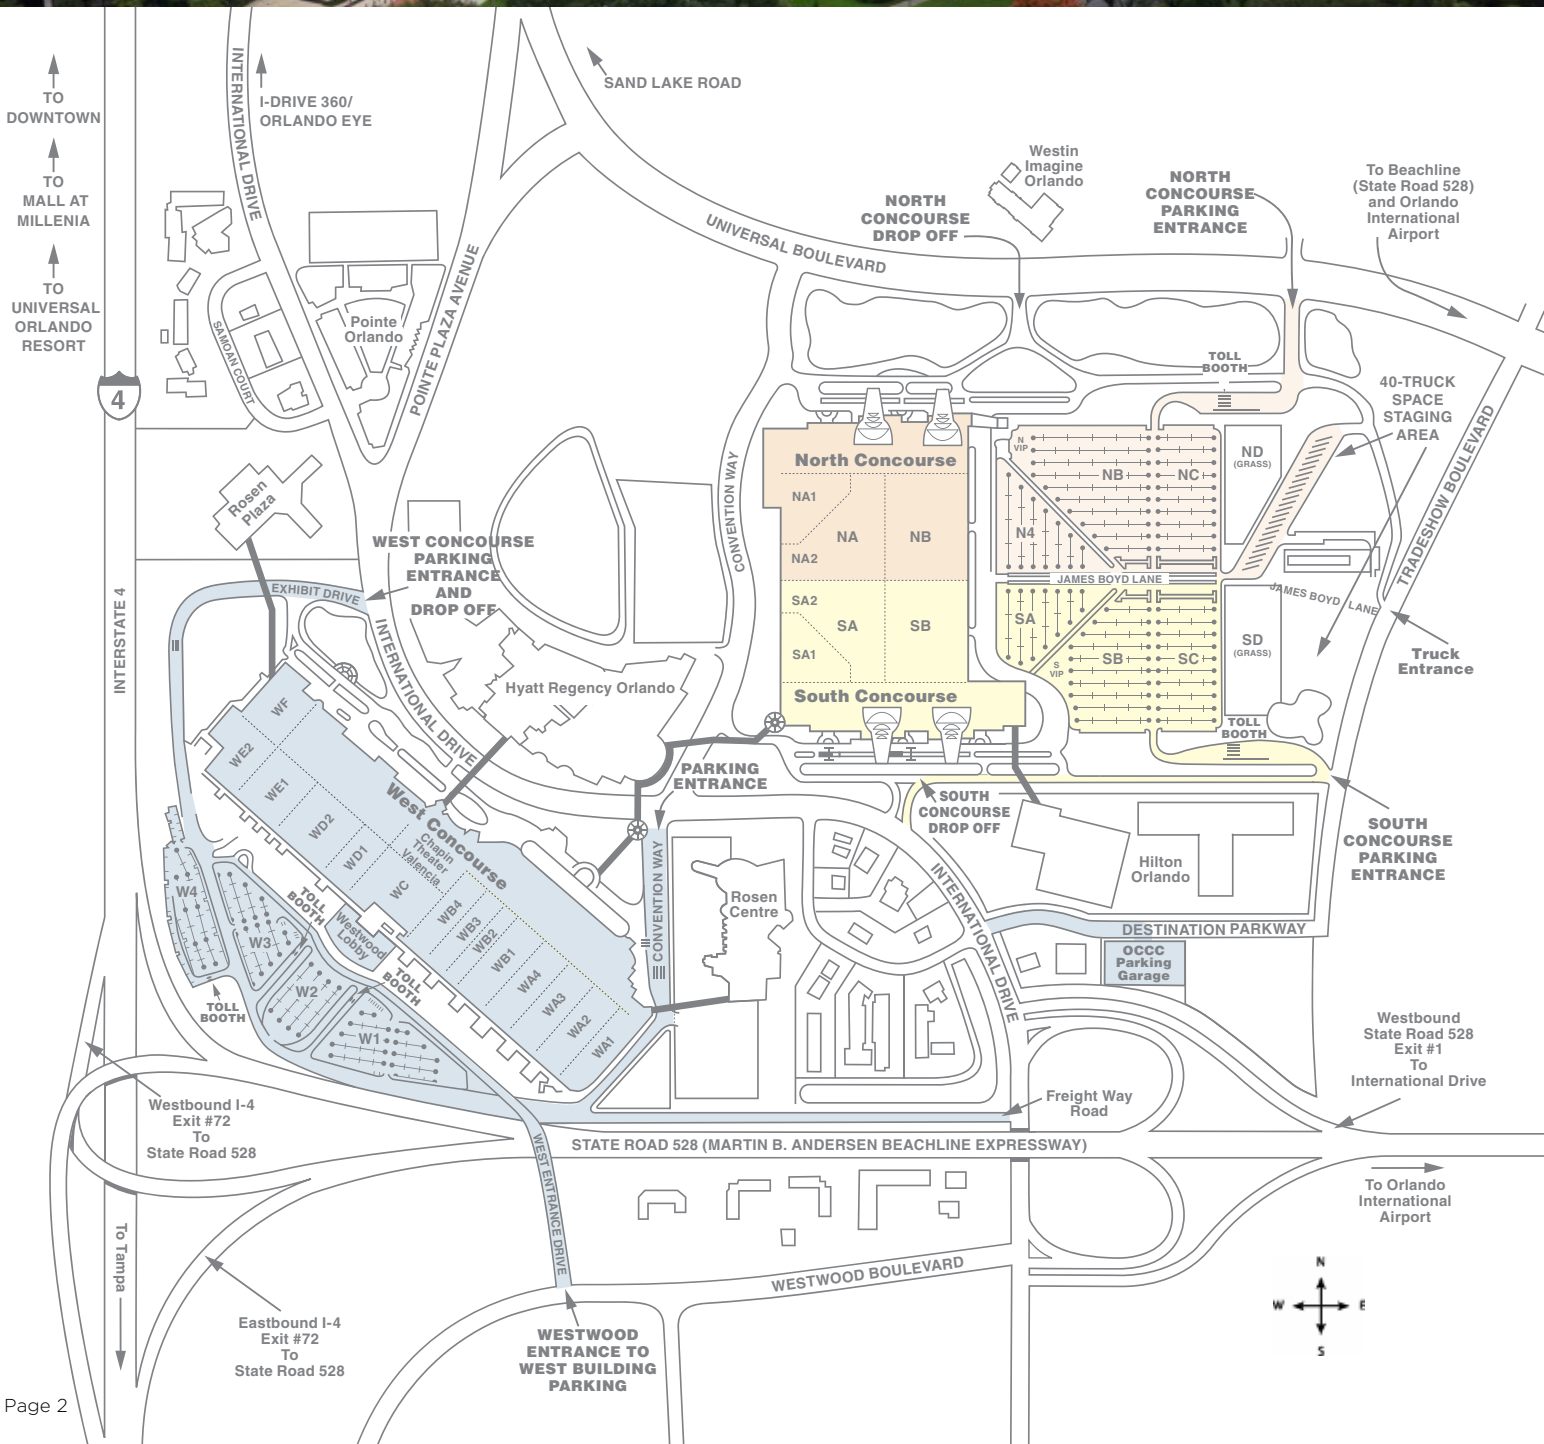 TO
DOWNTOWN
TO
MALL AT
MILLENIA
TO
UNIVERSAL
ORLANDO
RESORT
4
INTERSTATE 4
INTERNATIONAL DRIVE
I-DRIVE 360/
ORLANDO EYE
SAND LAKE ROAD
UNIVERSAL BOULEVARD
POINTE PLAZA AVENUE
Pointe
Orlando
SAMOAN COURT
Westin
Imagine
Orlando
NORTH
CONCOURSE
DROP OFF
NORTH
CONCOURSE
PARKING
ENTRANCE
To Beachline
(State Road 528)
and Orlando
International
Airport
TOLL
BOOTH
40-TRUCK
SPACE
STAGING
AREA
TRADESHOW BOULEVARD
Rosen
Plaza
WEST CONCOURSE
PARKING
ENTRANCE
AND
DROP OFF
EXHIBIT DRIVE
CONVENTION WAY
North Concourse
NA1
NA
NA2
NB
SA2
SA
SA1
SB
South Concourse
N
VIP
NB
NC
ND
(GRASS)
N4
JAMES BOYD LANE
JAMES BOYD LANE
SA
S
VIP
SB
SC
SD
(GRASS)
TOLL
BOOTH
Truck
Entrance
INTERNATIONAL DRIVE
Hyatt Regency Orlando
PARKING
ENTRANCE
SOUTH
CONCOURSE
DROP OFF
SOUTH
CONCOURSE
PARKING
ENTRANCE
Hilton
Orlando
West Concourse
Chapin
Theater
Valencia
WF
WE2
WE1
WD2
WD1
WC
WB4
WB3
WB2
WB1
WA4
WA3
WA2
WA1
CONVENTION WAY
Rosen
Centre
INTERNATIONAL DRIVE
DESTINATION PARKWAY
OCCC
Parking
Garage
W4
W3
W2
W1
TOLL
BOOTH
Westwood
Lobby
TOLL
BOOTH
TOLL
BOOTH
Westbound
State Road 528
Exit #1
To
International Drive
Freight Way
Road
Westbound I-4
Exit #72
To
State Road 528
STATE ROAD 528 (MARTIN B. ANDERSEN BEACHLINE EXPRESSWAY)
To Orlando
International
Airport
WEST ENTRANCE DRIVE
To Tampa
WESTWOOD BOULEVARD
Eastbound I-4
Exit #72
To
State Road 528
WESTWOOD
ENTRANCE TO
WEST BUILDING
PARKING
N
W E
S
Page 2